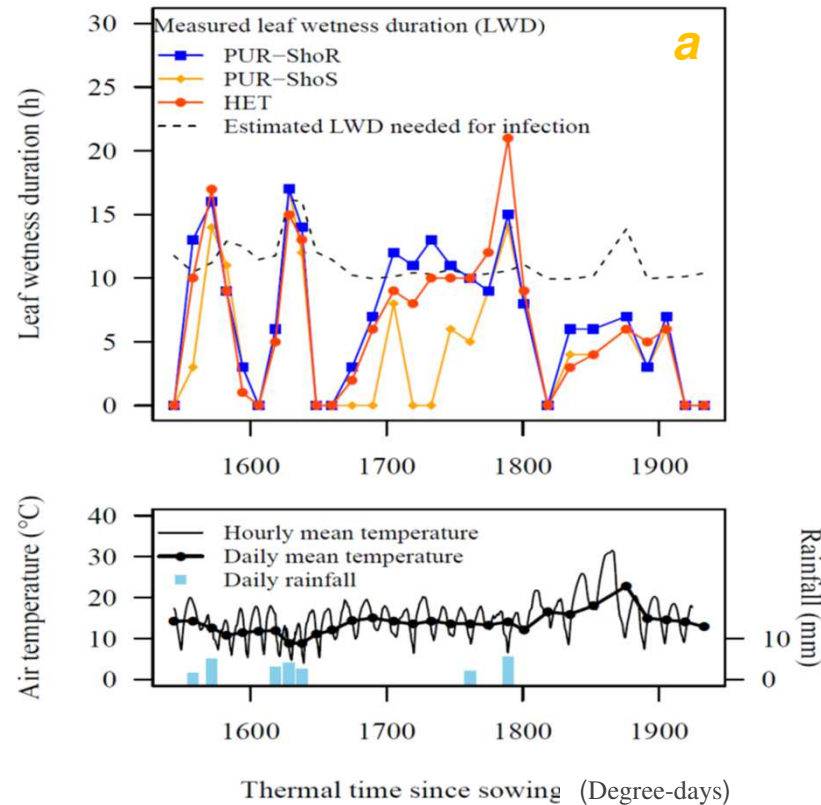 Measured leaf wetness duration (LWD)
a
PUR−ShoR
PUR−ShoS
HET
Estimated LWD needed for infection
Leaf wetness duration (h)
30
25
20
15
10
5
0
1600 1700 1800 1900
Hourly mean temperature
Daily mean temperature
Daily rainfall
Air temperature (°C)
40
30
20
10
0
Rainfall (mm)
10
0
1600 1700 1800 1900
Thermal time since sowing (Degree-days)